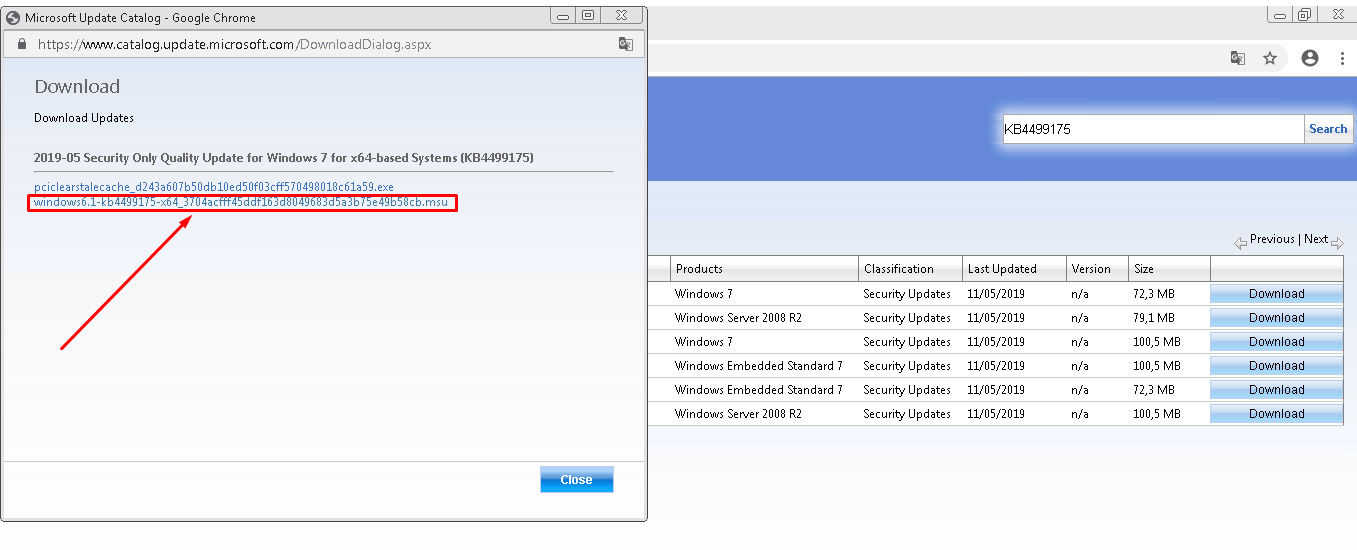 Microsoft Update Catalog - Google Chrome
https://www.catalog.update.microsoft.com/DownloadDialog.aspx
Download
Download Updates
2019-05 Security Only Quality Update for Windows 7 for x64-based Systems (KB4499175)
pciclearstalecache_d243a607b50db10ed50f03cff570498018c61a59.exe
windows6.1-kb4499175-x64_3704acfff45ddf163d8049683d5a3b75e49b58cb.msu
Close
KB4499175 Search
Previous | Next
Products Classification Last Updated Version Size
Windows 7 Security Updates 11/05/2019 n/a 72,3 MB Download
Windows Server 2008 R2 Security Updates 11/05/2019 n/a 79,1 MB Download
Windows 7 Security Updates 11/05/2019 n/a 100,5 MB Download
Windows Embedded Standard 7 Security Updates 11/05/2019 n/a 100,5 MB Download
Windows Embedded Standard 7 Security Updates 11/05/2019 n/a 72,3 MB Download
Windows Server 2008 R2 Security Updates 11/05/2019 n/a 100,5 MB Download